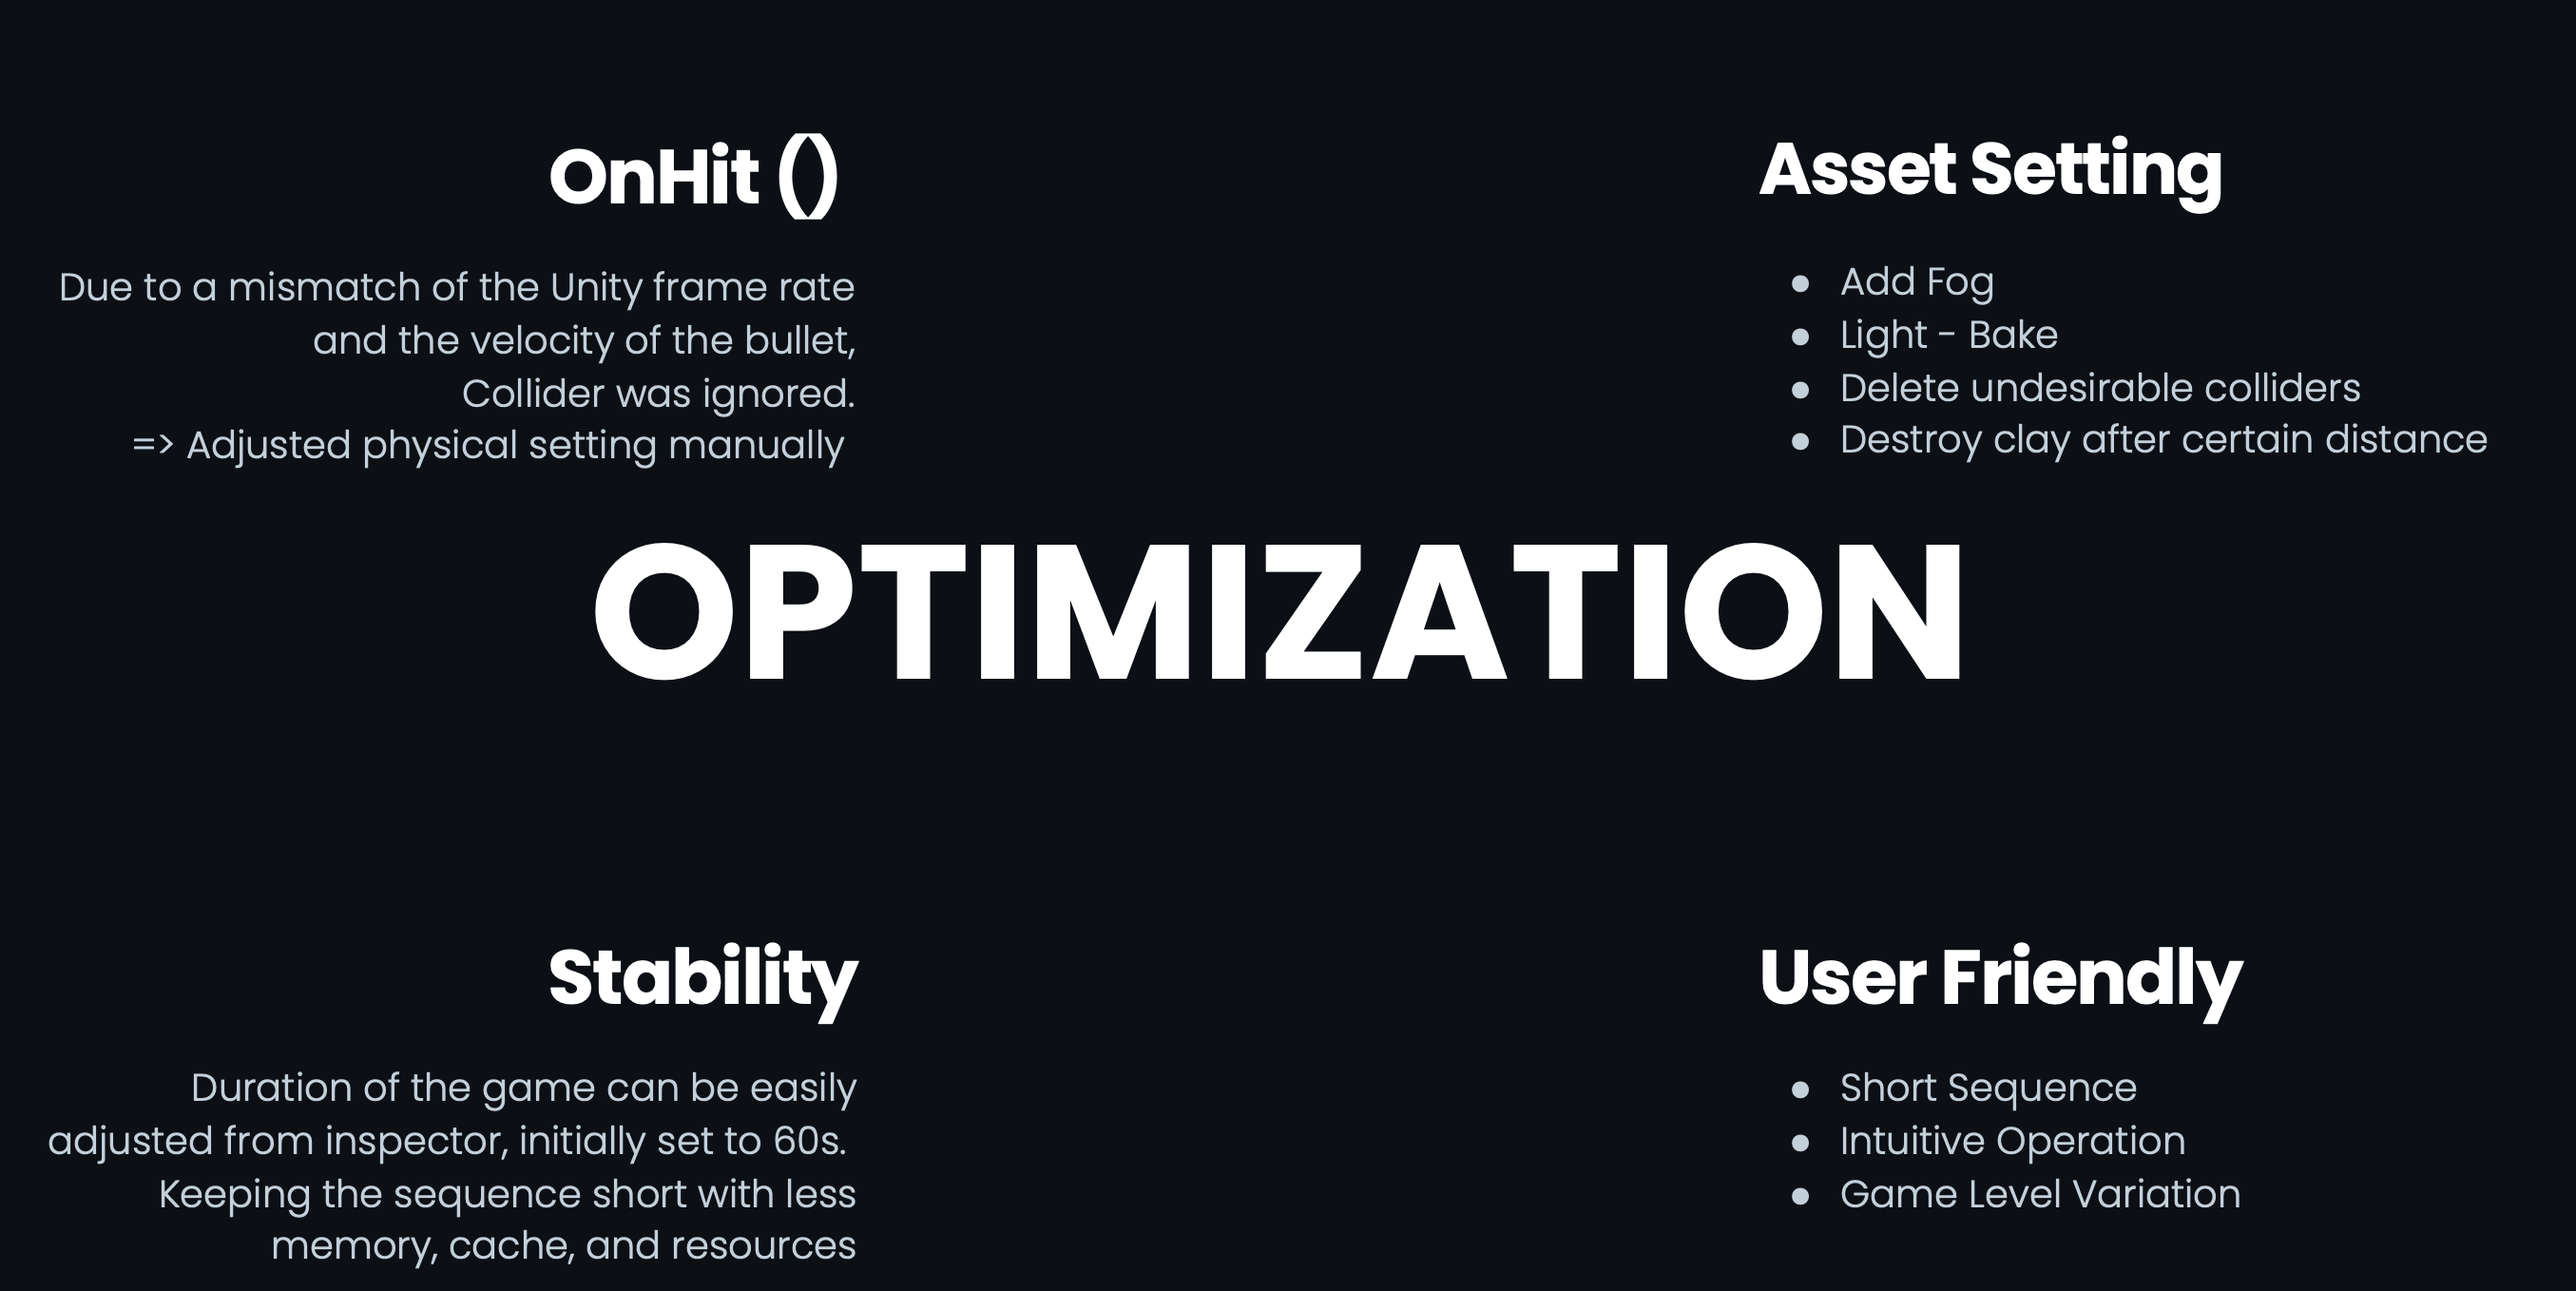 OnHit ()
Due to a mismatch of the Unity frame rate
and the velocity of the bullet,
Collider was ignored.
=> Adjusted physical setting manually
Asset Setting
● Add Fog
● Light - Bake
● Delete undesirable colliders
● Destroy clay after certain distance
OPTIMIZATION
Stability
Duration of the game can be easily
adjusted from inspector, initially set to 60s.
Keeping the sequence short with less
memory, cache, and resources
User Friendly
● Short Sequence
● Intuitive Operation
● Game Level Variation